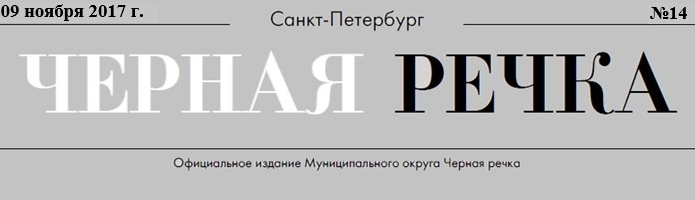 09 ноября 2017 г. Санкт-Петербург №14
ЧЕРНАЯ РЕЧКА
Официальное издание Муниципального округа Черная речка